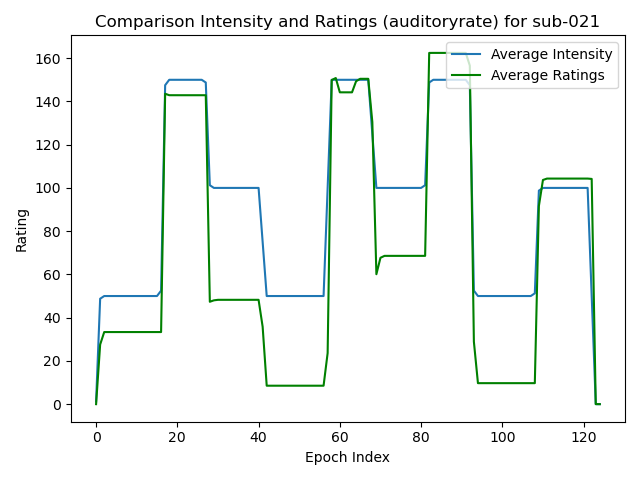 Comparison Intensity and Ratings (auditoryrate) for sub-021
Average Intensity
Average Ratings
Rating
160
140
120
100
80
60
40
20
0
0 20 40 60 80 100 120
Epoch Index